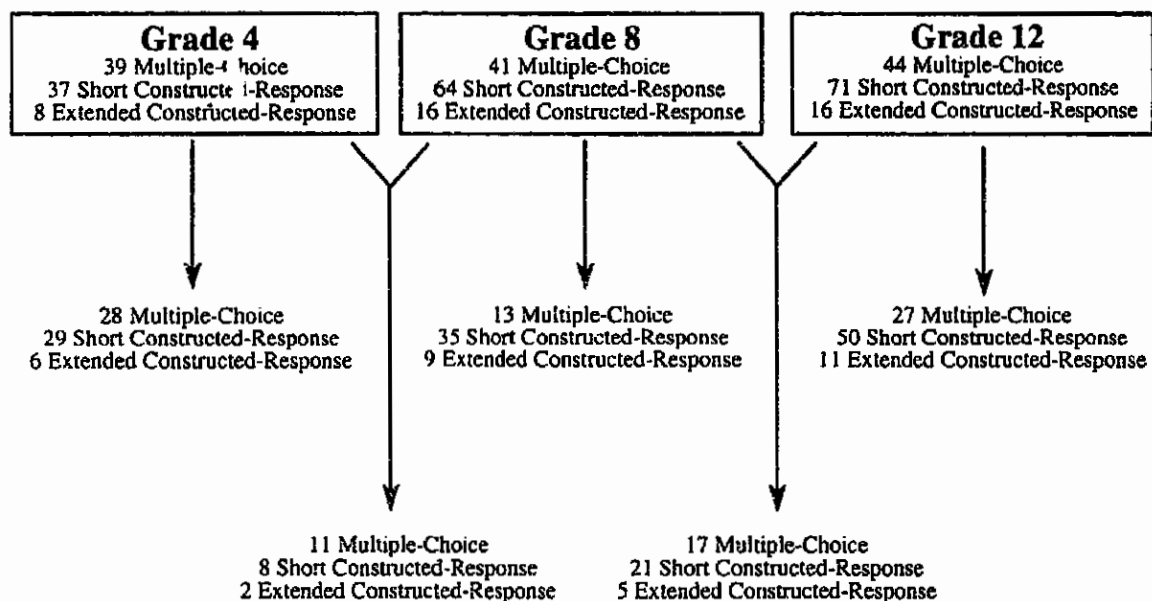 Grade 4
39 Multiple-Choice
37 Short Constructed-Response
8 Extended Constructed-Response
Grade 8
41 Multiple-Choice
64 Short Constructed-Response
16 Extended Constructed-Response
Grade 12
44 Multiple-Choice
71 Short Constructed-Response
16 Extended Constructed-Response
28 Multiple-Choice
29 Short Constructed-Response
6 Extended Constructed-Response
13 Multiple-Choice
35 Short Constructed-Response
9 Extended Constructed-Response
27 Multiple-Choice
50 Short Constructed-Response
11 Extended Constructed-Response
11 Multiple-Choice
8 Short Constructed-Response
2 Extended Constructed-Response
17 Multiple-Choice
21 Short Constructed-Response
5 Extended Constructed-Response